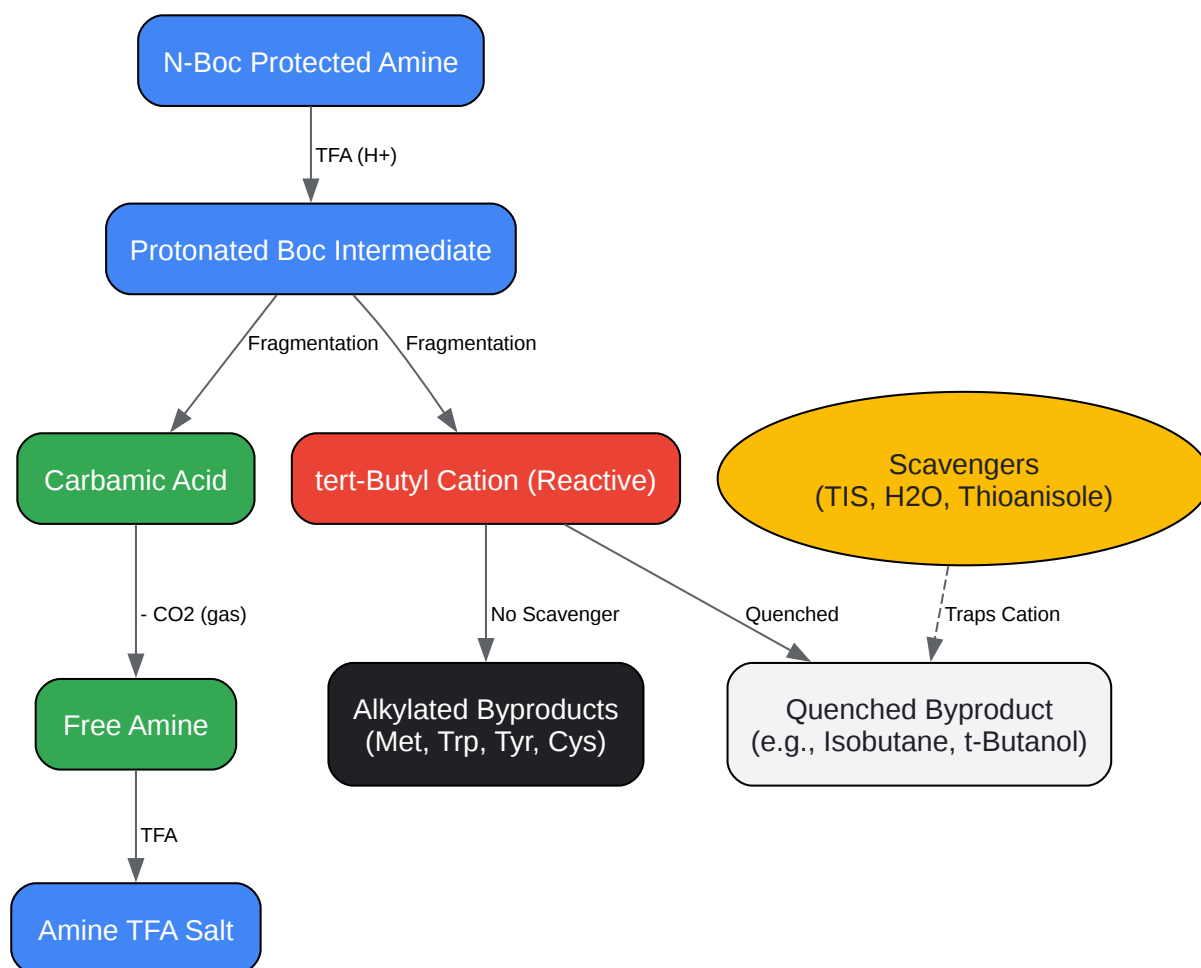 N-Boc Protected Amine
TFA (H+)
Protonated Boc Intermediate
Fragmentation
Fragmentation
Carbamic Acid
tert-Butyl Cation (Reactive)
Scavengers
(TIS, H2O, Thioanisole)
- CO2 (gas)
No Scavenger
Quenched
Traps Cation
Free Amine
Alkylated Byproducts
(Met, Trp, Tyr, Cys)
Quenched Byproduct
(e.g., Isobutane, t-Butanol)
TFA
Amine TFA Salt